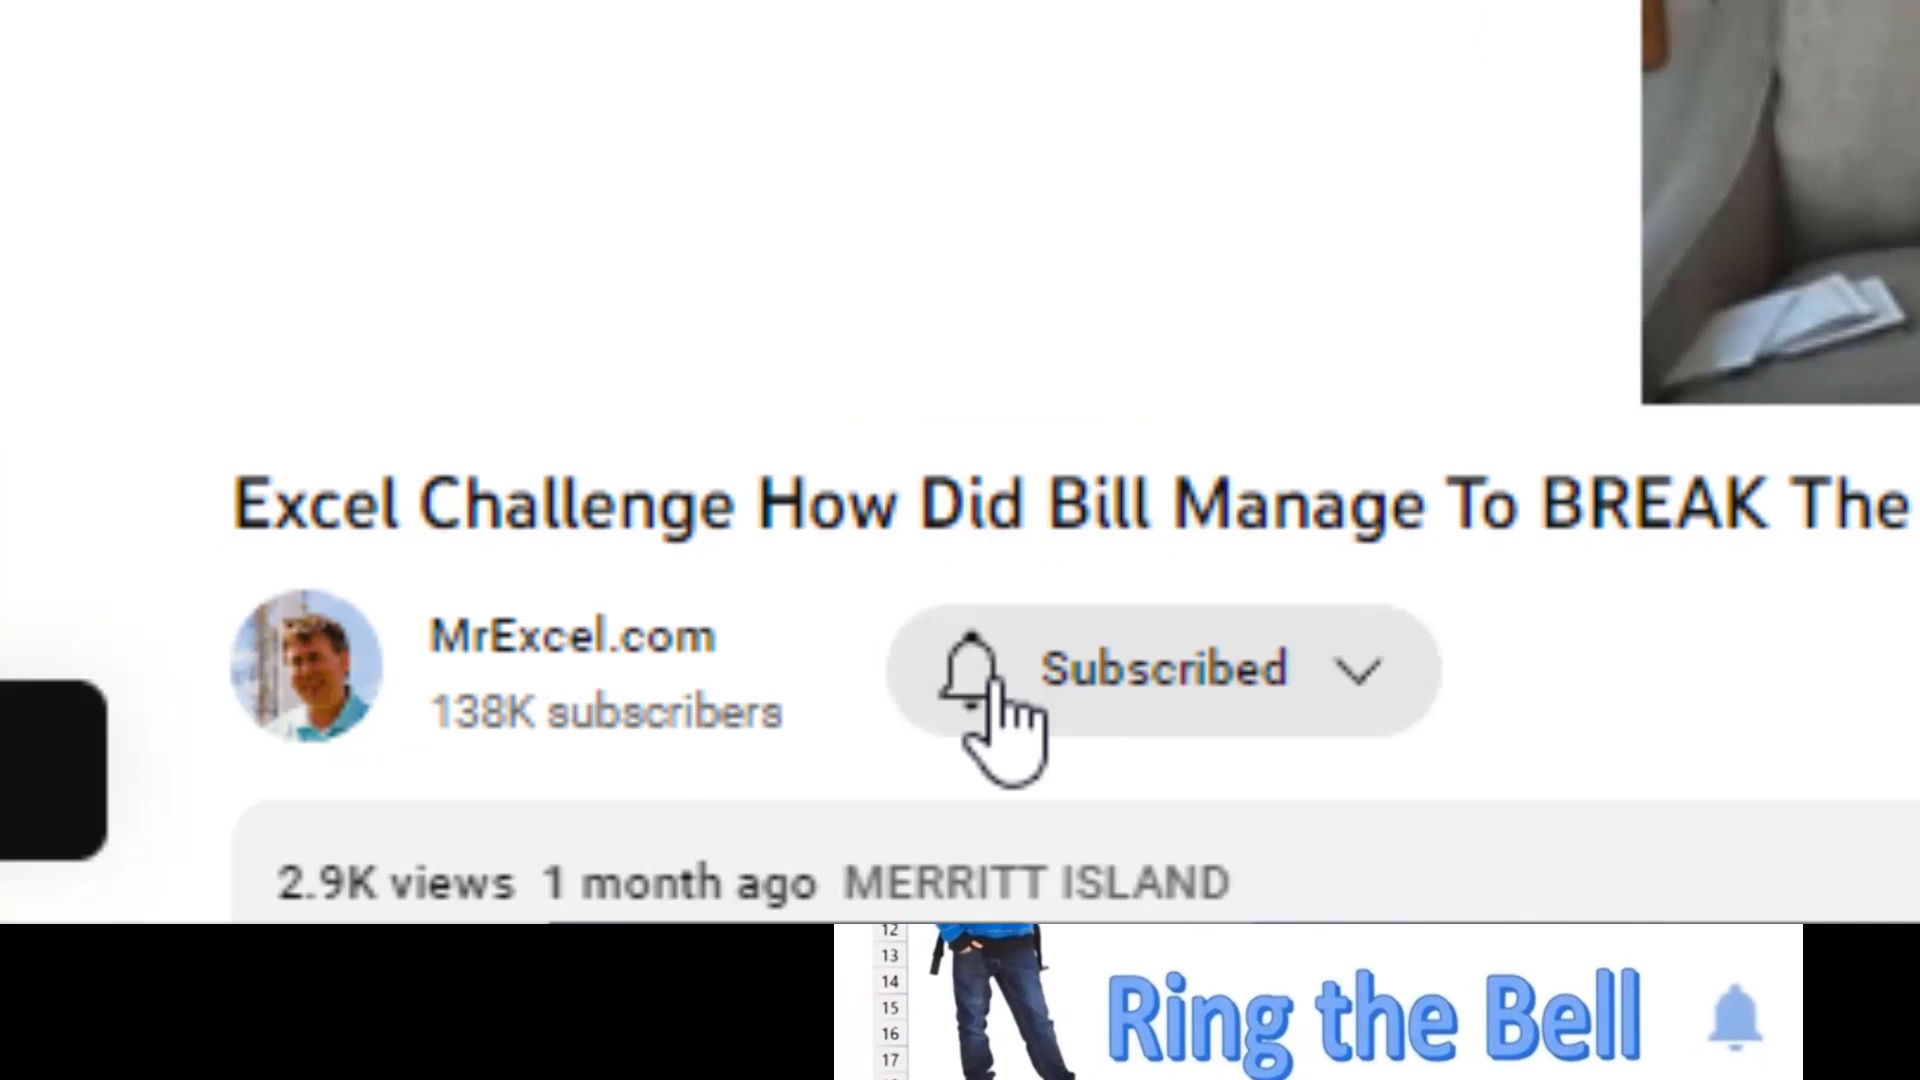 Excel Challenge How Did Bill Manage To BREAK The
MrExcel.com
138K subscribers
Subscribed
2.9K views 1 month ago MERRITT ISLAND
12
13
14
15
16
17
Ring the Bell